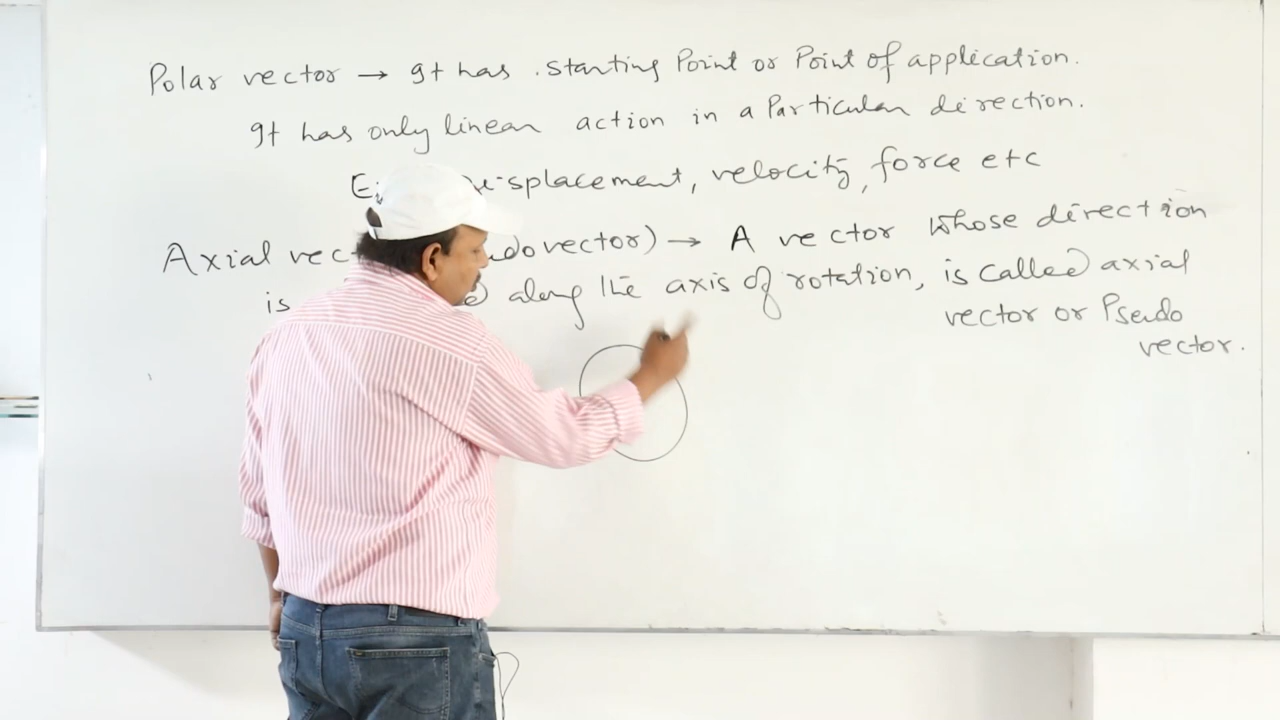 Polar vector → It has starting Point or Point of application.
It has only linear action in a Particular direction.
displacement, velocity, force etc
Axial vector) → A vector whose direction
is along the axis of rotation, is called axial
vector or Pseudo
vector.